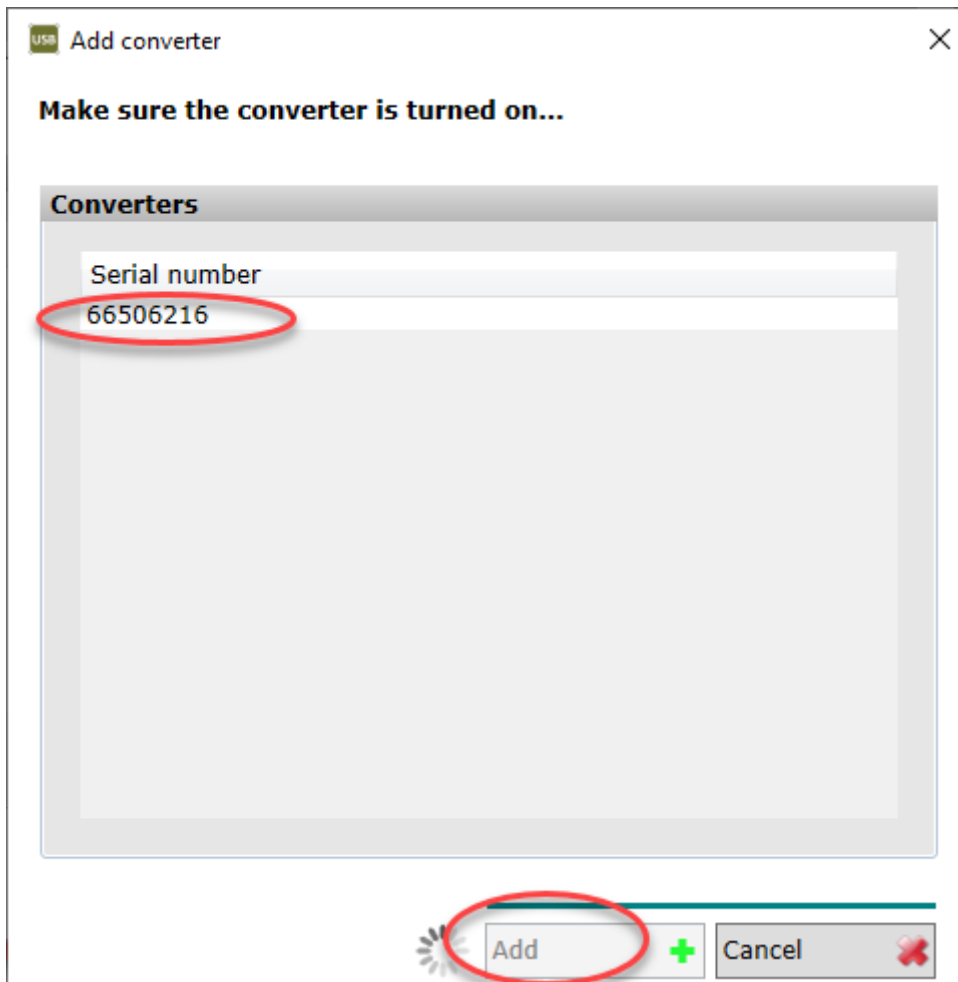 USB Add converter
Make sure the converter is turned on...
Converters
Serial number
66506216
Add
Cancel